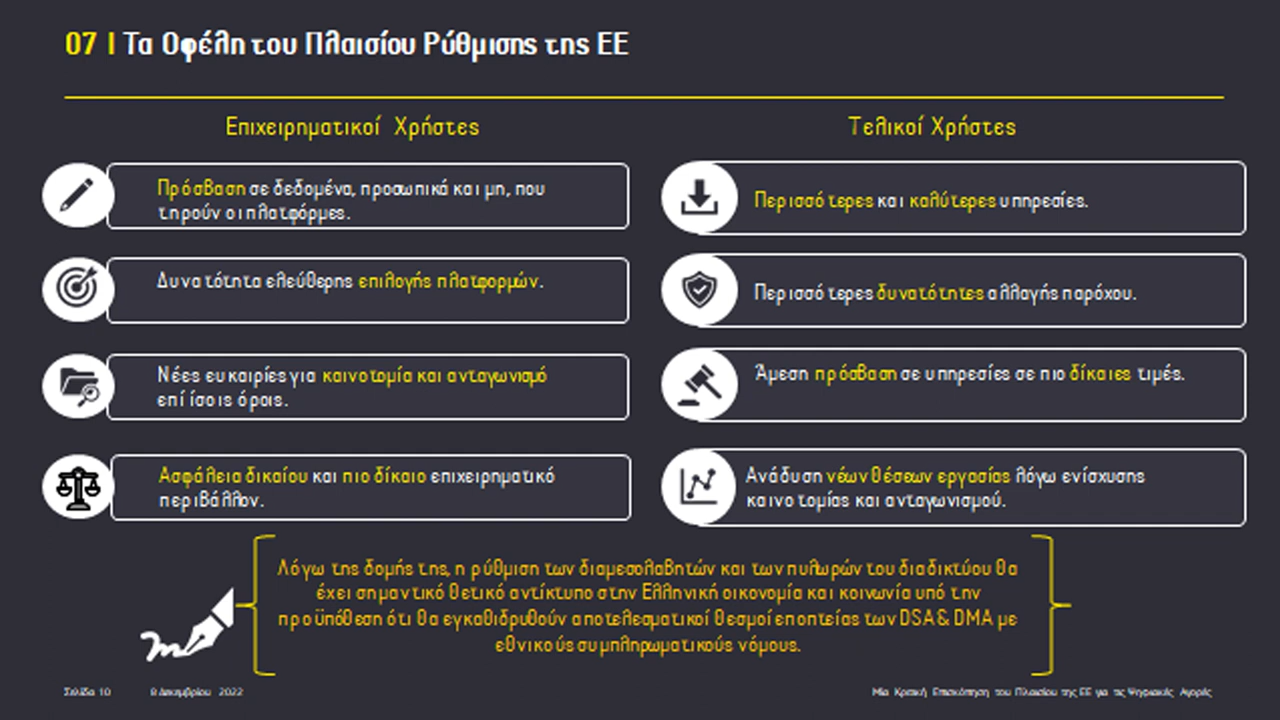 07 | Τα Οφέλη του Πλαισίου Ρύθμισης της ΕΕ
Επιχειρηματικοί Χρήστες
Πρόσβαση σε δεδομένα, προσωπικά και μη, που
τηρούν οι πλατφόρμες.
Δυνατότητα ελεύθερης επιλογής πλατφορμών.
Νέες ευκαιρίες για καινοτομία και ανταγωνισμό
επί ίσοις όροις.
Ασφάλεια δικαίου και πιο δίκαιο επιχειρηματικό
περιβάλλον.
Τελικοί Χρήστες
Περισσότερες και καλύτερες υπηρεσίες.
Περισσότερες δυνατότητες αλλαγής παρόχου.
Άμεση πρόσβαση σε υπηρεσίες σε πιο δίκαιες τιμές.
Ανάδυση νέων θέσεων εργασίας λόγω ενίσχυσης
καινοτομίας και ανταγωνισμού.
Λόγω της δομής της, η ρύθμιση των διαμεσολαβητών και των πυλωρών του διαδικτύου θα
έχει σημαντικό θετικό αντίκτυπο στην Ελληνική οικονομία και κοινωνία υπό την
προϋπόθεση ότι θα εγκαθιδρυθούν αποτελεσματικοί θεσμοί εποπτείας των DSA & DMA με
εθνικούς συμπληρωματικούς νόμους.
Σελίδα 10 8 Δεκεμβρίου 2022 Μια Κριτική Επισκόπηση του Πλαισίου της ΕΕ για τις Ψηφιακές Αγορές